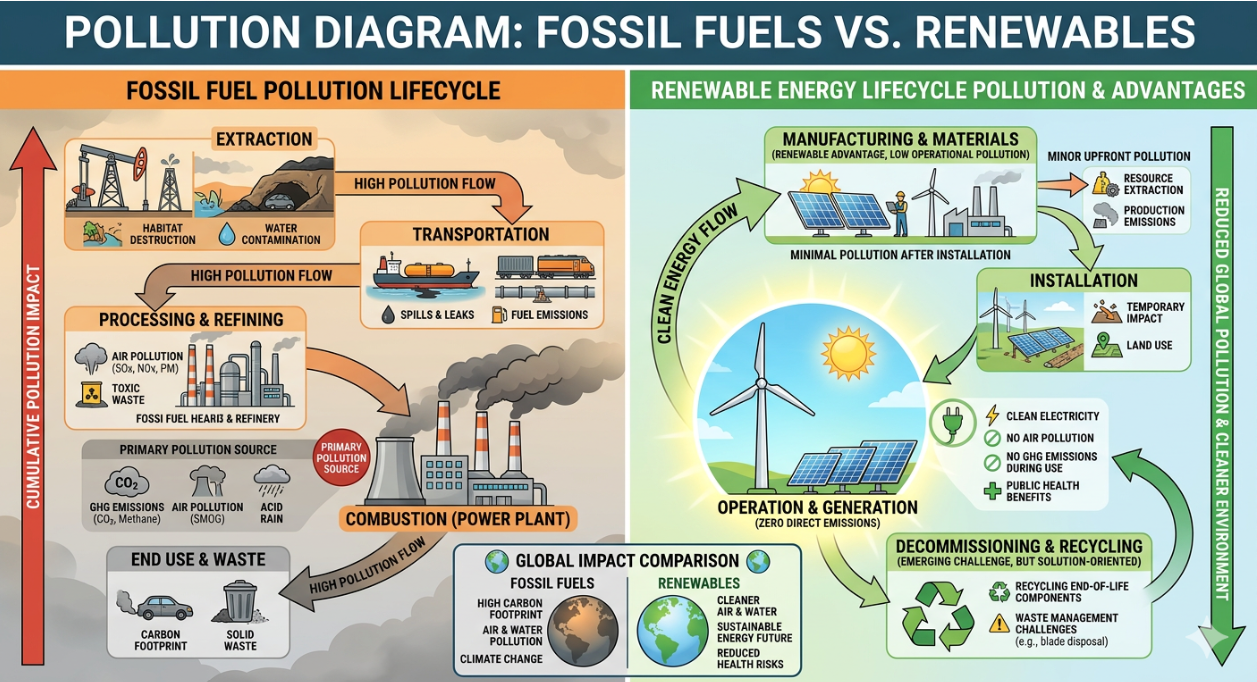 POLLUTION DIAGRAM: FOSSIL FUELS VS. RENEWABLES
FOSSIL FUEL POLLUTION LIFECYCLE
CUMULATIVE POLLUTION IMPACT
EXTRACTION
HABITAT
DESTRUCTION
WATER
CONTAMINATION
HIGH POLLUTION FLOW
TRANSPORTATION
SPILLS & LEAKS
FUEL EMISSIONS
HIGH POLLUTION FLOW
PROCESSING & REFINING
AIR POLLUTION
(SOx, NOx, PM)
TOXIC
WASTE
FOSSI FUEL HEARIS & REFINERY
PRIMARY POLLUTION SOURCE
CO₂
GHG EMISSIONS
(CO₂, Methane)
AIR POLLUTION
(SMOG)
ACID
RAIN
PRIMARY
POLLUTION
SOURCE
COMBUSTION (POWER PLANT)
HIGH POLLUTION FLOW
END USE & WASTE
CARBON
FOOTPRINT
SOLID
WASTE
RENEWABLE ENERGY LIFECYCLE POLLUTION & ADVANTAGES
MANUFACTURING & MATERIALS
(RENEWABLE ADVANTAGE, LOW OPERATIONAL POLLUTION)
MINIMAL POLLUTION AFTER INSTALLATION
MINOR UPFRONT POLLUTION
RESOURCE
EXTRACTION
PRODUCTION
EMISSIONS
INSTALLATION
TEMPORARY
IMPACT
LAND USE
CLEAN ENERGY FLOW
OPERATION & GENERATION
(ZERO DIRECT EMISSIONS)
CLEAN ELECTRICITY
NO AIR POLLUTION
NO GHG EMISSIONS
DURING USE
PUBLIC HEALTH
BENEFITS
DECOMMISSIONING & RECYCLING
(EMERGING CHALLENGE, BUT SOLUTION-ORIENTED)
RECYCLING END-OF-LIFE
COMPONENTS
WASTE MANAGEMENT
CHALLENGES
(e.g., blade disposal)
REDUCED GLOBAL POLLUTION & CLEANER ENVIRONMENT
GLOBAL IMPACT COMPARISON
FOSSIL FUELS
HIGH CARBON
FOOTPRINT
AIR & WATER
POLLUTION
CLIMATE CHANGE
RENEWABLES
CLEANER
AIR & WATER
SUSTAINABLE
ENERGY FUTURE
REDUCED
HEALTH RISKS